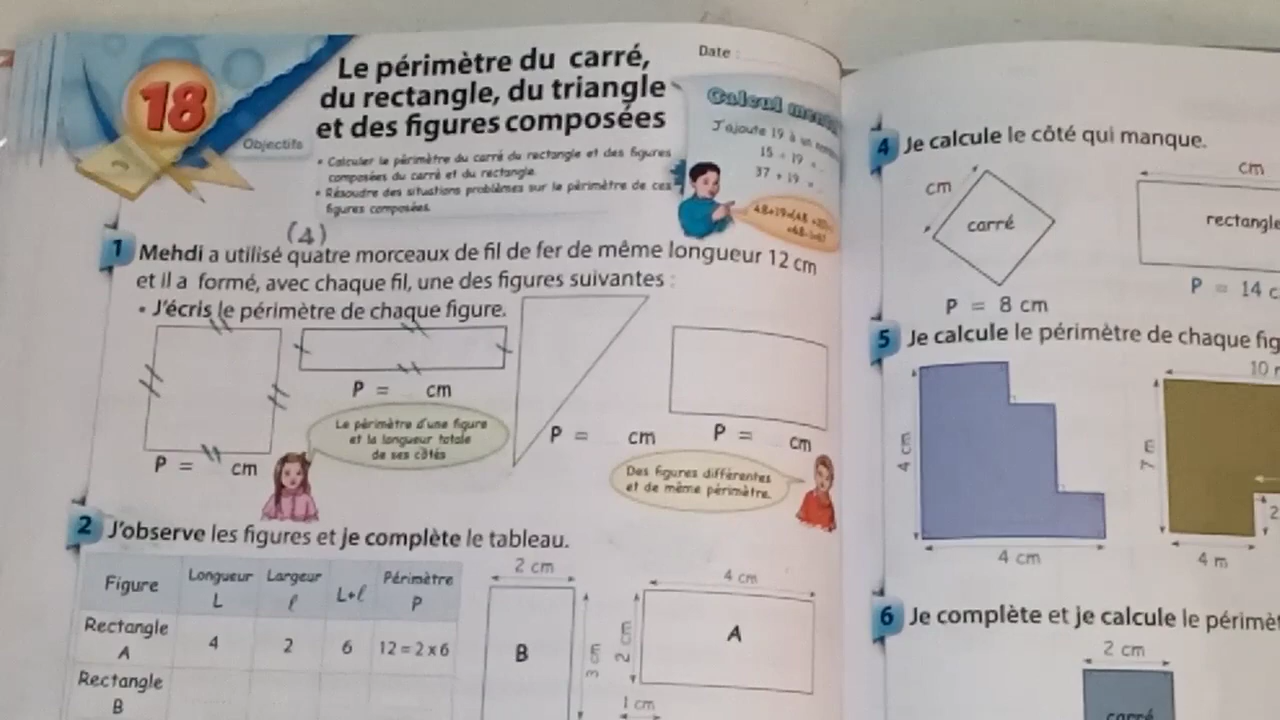 18
Le périmètre du carré,
du rectangle, du triangle
et des figures composées
Date :
Objectifs
• Calculer le périmètre du carré du rectangle et des figures
composées du carré et du rectangle.
• Résoudre des situations problèmes sur le périmètre de ces
figures composées.
Calcul
J'ajoute 19 à un
15 + 19 =
37 + 19 =
(4)
1 Mehdi a utilisé quatre morceaux de fil de fer de même longueur 12 cm
et il a formé, avec chaque fil, une des figures suivantes :
• J'écris le périmètre de chaque figure.
P = cm
P = cm
P = cm
P = cm
Le périmètre d'une figure
et la longueur totale
de ses côtés
Des figures différentes
et de même périmètre.
2 J'observe les figures et je complète le tableau.
Figure Longueur L Largeur ℓ L+ℓ Périmètre P
Rectangle A 4 2 6 12 = 2 x 6
Rectangle B
2 cm
B
3 cm
4 cm
2 cm
A
1 cm
4 Je calcule le côté qui manque.
cm
carré
P = 8 cm
cm
rectangle
P = 14 c
5 Je calcule le périmètre de chaque fig
4 cm
4 cm
10
7 m
2
4 m
6 Je complète et je calcule le périmèt
2 cm
carré